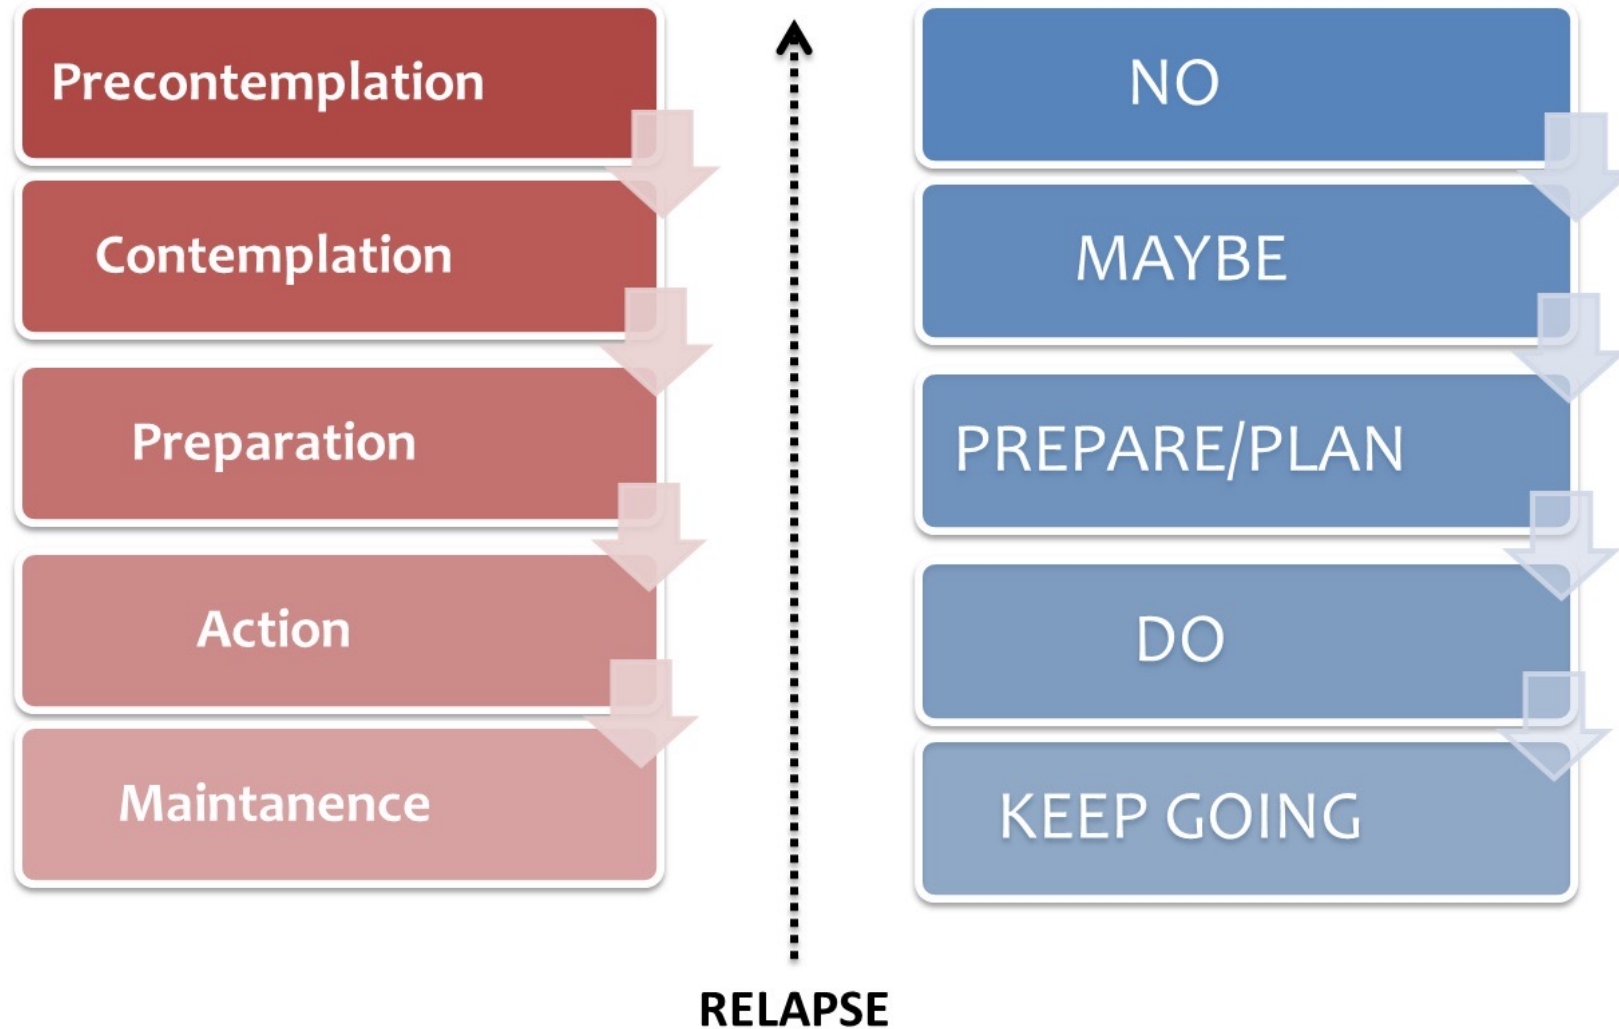 Precontemplation
Contemplation
Preparation
Action
Maintanence
NO
MAYBE
PREPARE/PLAN
DO
KEEP GOING
RELAPSE